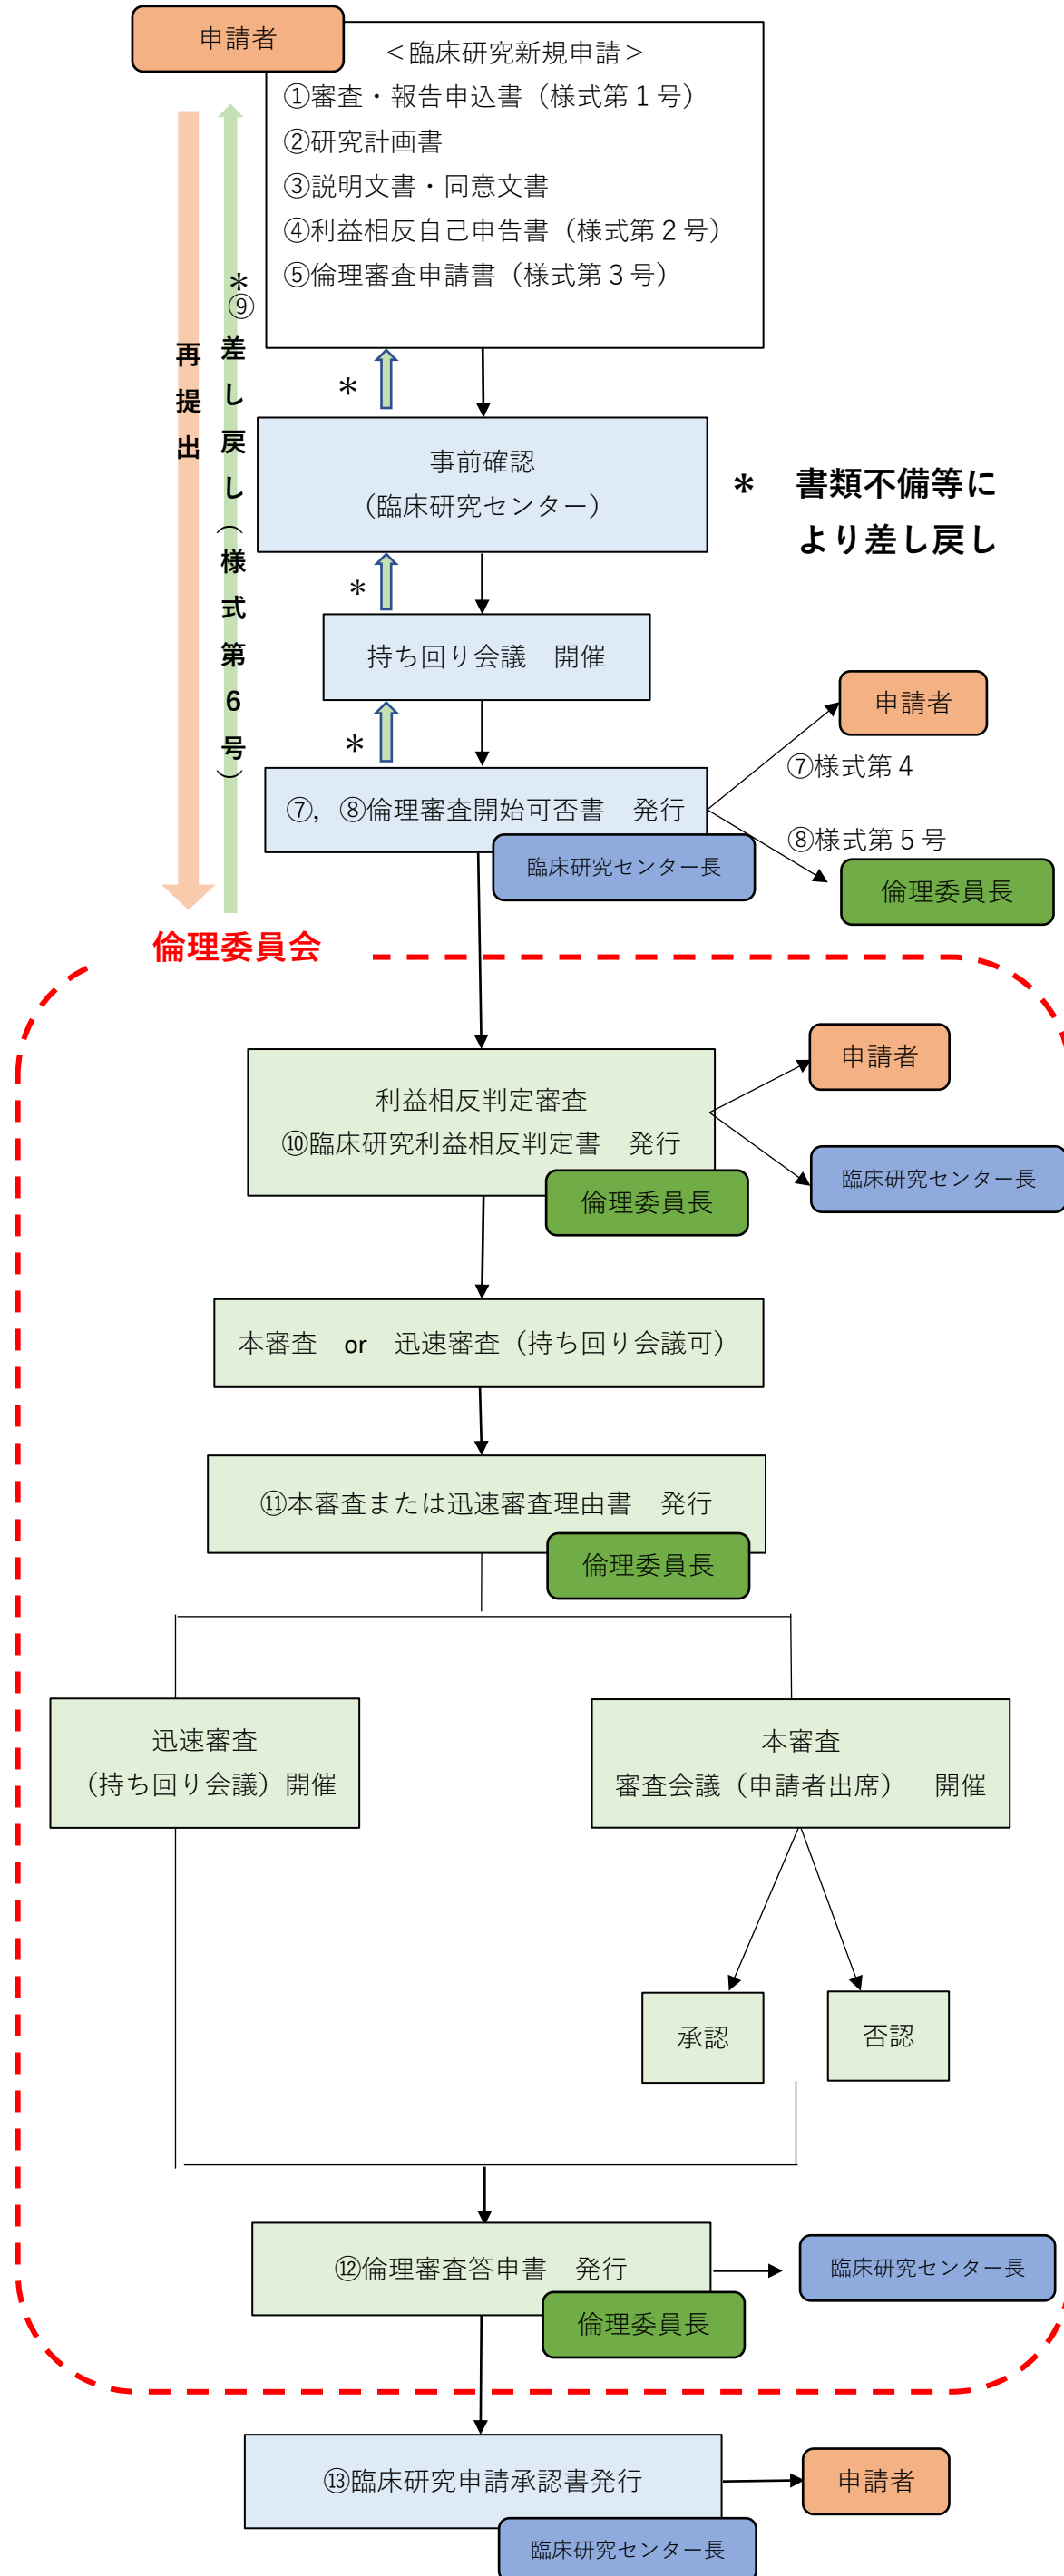 申請者
＜臨床研究新規申請＞
①審査・報告申込書（様式第１号）
②研究計画書
③説明文書・同意文書
④利益相反自己申告書（様式第２号）
⑤倫理審査申請書（様式第３号）
再提出
＊⑨差し戻し（様式第６号）
＊
事前確認
（臨床研究センター）
＊　書類不備等に
より差し戻し
＊
持ち回り会議　開催
申請者
＊
⑦様式第４
⑦，⑧倫理審査開始可否書　発行
⑧様式第５号
臨床研究センター長
倫理委員長
倫理委員会
申請者
利益相反判定審査
⑩臨床研究利益相反判定書　発行
臨床研究センター長
倫理委員長
本審査　or　迅速審査（持ち回り会議可）
⑪本審査または迅速審査理由書　発行
倫理委員長
迅速審査
（持ち回り会議）開催
本審査
審査会議（申請者出席）　開催
承認
否認
⑫倫理審査答申書　発行
臨床研究センター長
倫理委員長
⑬臨床研究申請承認書発行
申請者
臨床研究センター長